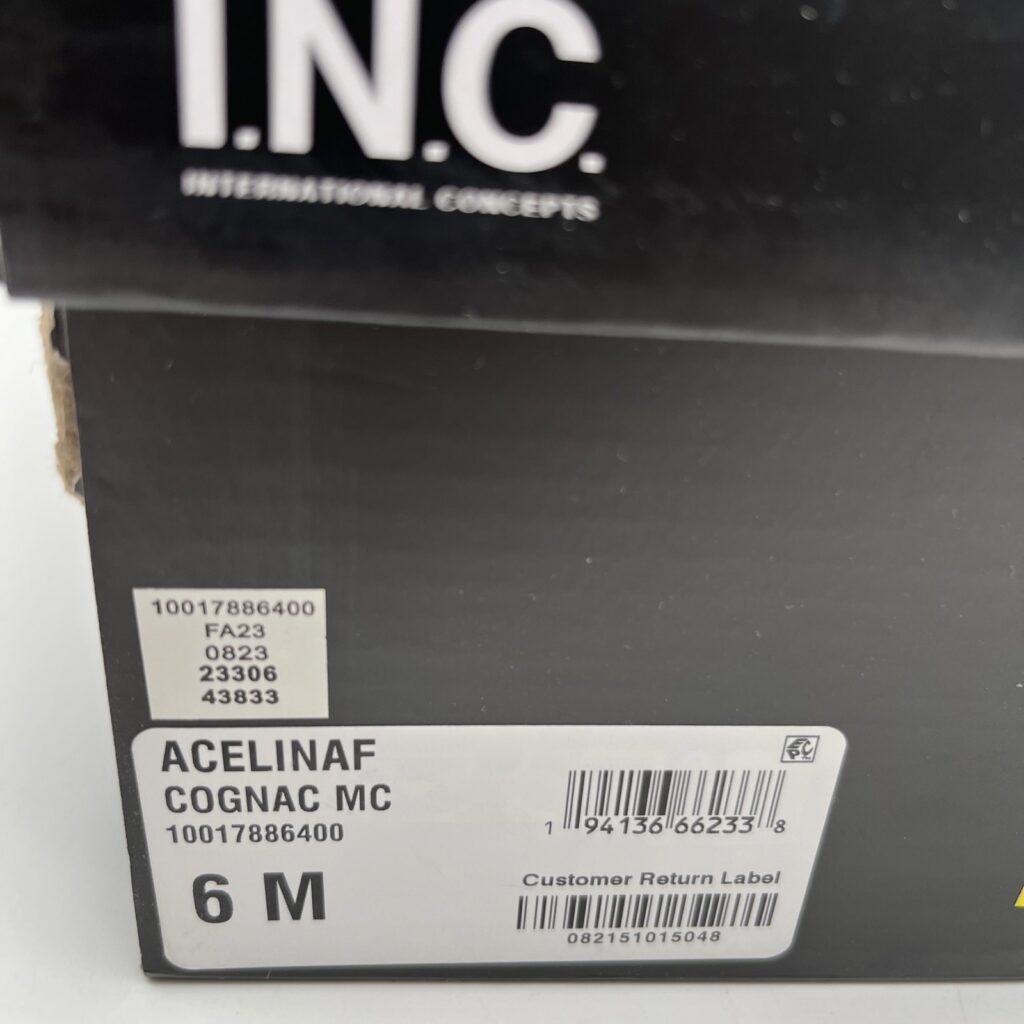 I.N.C.
INTERNATIONAL CONCEPTS
10017886400
FA23
0823
23306
43833
ACELINAF
COGNAC MC
10017886400
6 M
EPC
1 94136 66233 8
Customer Return Label
082151015048